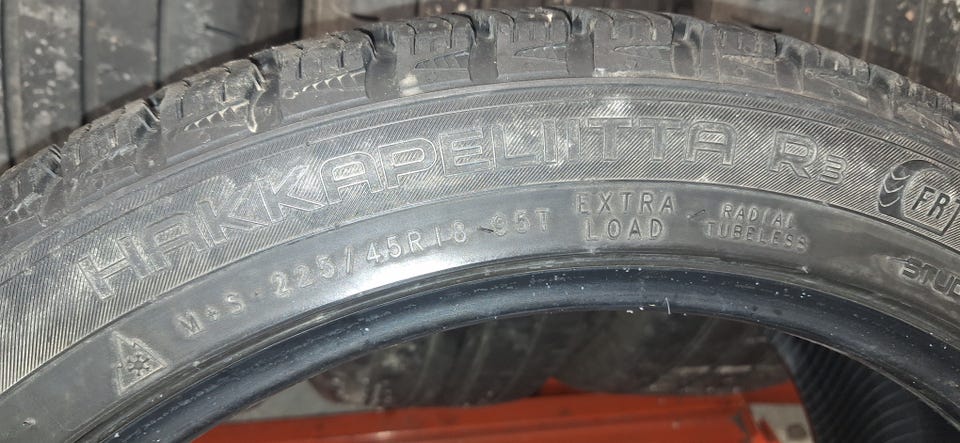 HAKKAPELIITTA R3
M+S - 225/45R18 95T EXTRA LOAD RADIAL TUBELESS